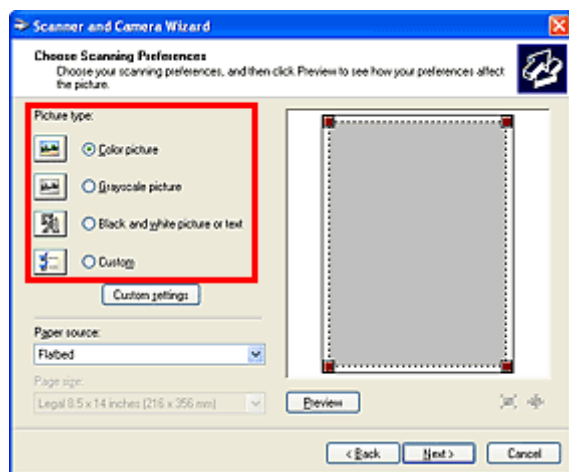 Scanner and Camera Wizard
Choose Scanning Preferences
Choose your scanning preferences, and then click Preview to see how your preferences affect
the picture.
Picture type:
Color picture
Grayscale picture
Black and white picture or text
Custom
Custom settings
Paper source:
Flatbed
Page size:
Legal 8.5 x 14 inches (216 x 356 mm)
Preview
< Back
Next >
Cancel